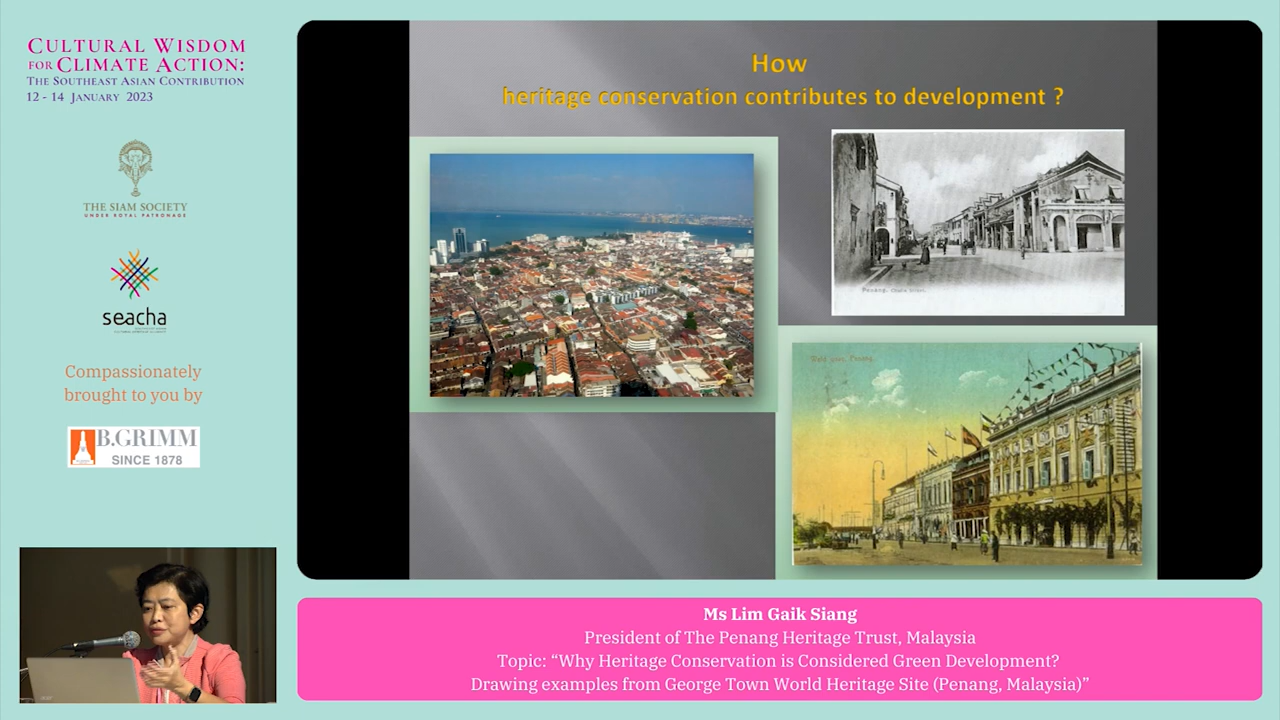 CULTURAL WISDOM
FOR CLIMATE ACTION:
THE SOUTHEAST ASIAN CONTRIBUTION
12 - 14 JANUARY 2023
THE SIAM SOCIETY
UNDER ROYAL PATRONAGE
seacha
Compassionately
brought to you by
B.GRIMM
SINCE 1878
How
heritage conservation contributes to development ?
Penang.
Penang.
Ms Lim Gaik Siang
President of The Penang Heritage Trust, Malaysia
Topic: “Why Heritage Conservation is Considered Green Development?
Drawing examples from George Town World Heritage Site (Penang, Malaysia)”